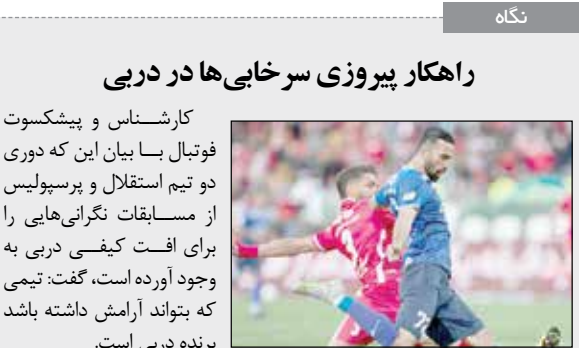 نگاه
راهکار پیروزی سرخابی‌ها در دربی
کارشناس و پیشکسوت
فوتبال با بیان این که دوری
دو تیم استقلال و پرسپولیس
از مسابقات نگرانی‌هایی را
برای افت کیفی دربی به
وجود آورده است، گفت: تیمی
که بتواند آرامش داشته باشد
برنده دربی است.